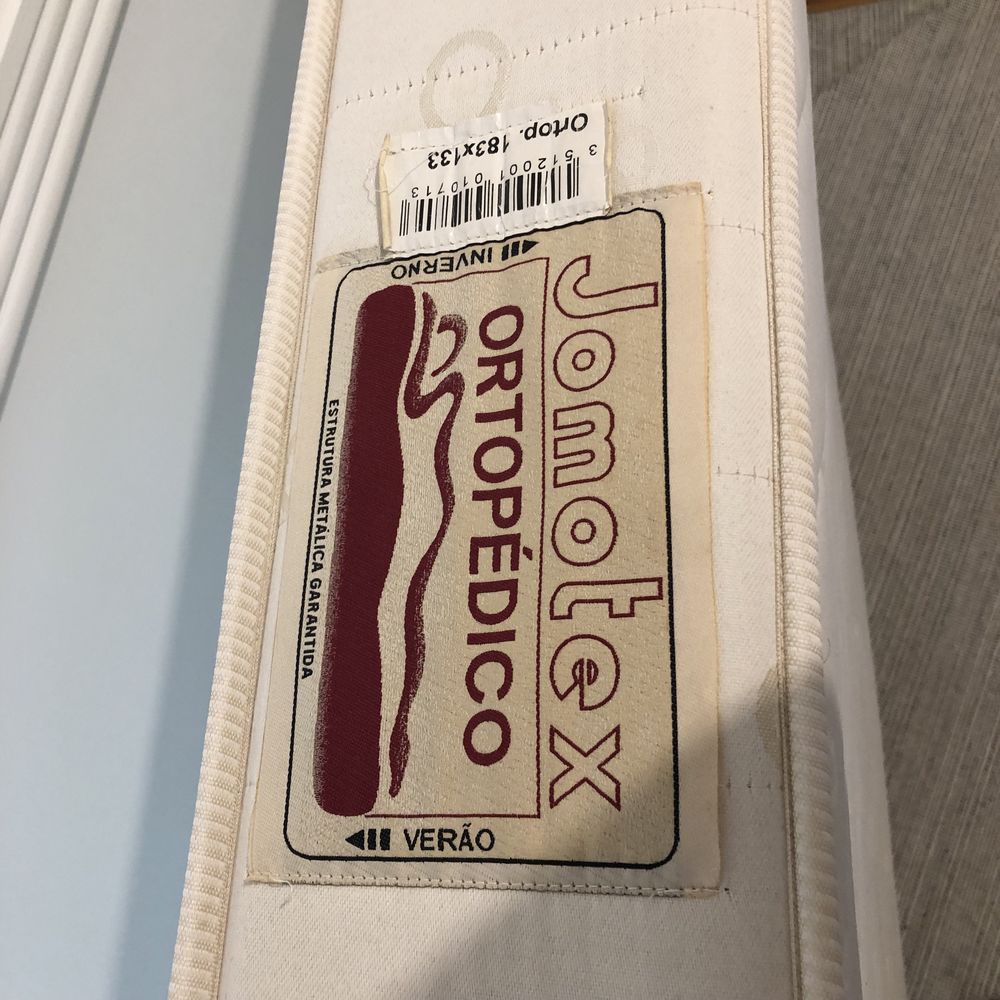 Ortop. 183x133
3 512001 010713
INVERNO
Jomotex
ORTOPÉDICO
ESTRUTURA METÁLICA GARANTIDA
VERÃO